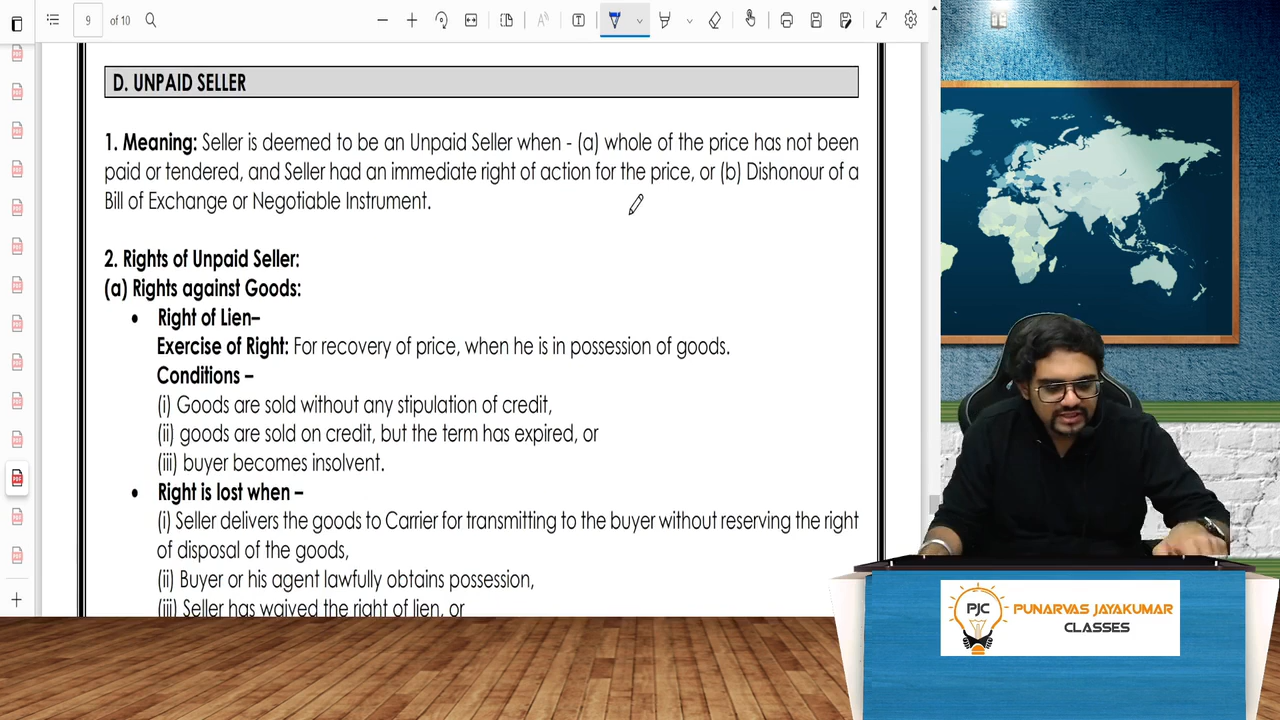 9 of 10
D. UNPAID SELLER
1. Meaning: Seller is deemed to be an Unpaid Seller when - (a) whole of the price has not been
paid or tendered, and Seller had an immediate right of action for the price, or (b) Dishonour of a
Bill of Exchange or Negotiable Instrument.
2. Rights of Unpaid Seller:
(a) Rights against Goods:
• Right of Lien–
Exercise of Right: For recovery of price, when he is in possession of goods.
Conditions –
(i) Goods are sold without any stipulation of credit,
(ii) goods are sold on credit, but the term has expired, or
(iii) buyer becomes insolvent.
• Right is lost when –
(i) Seller delivers the goods to Carrier for transmitting to the buyer without reserving the right
of disposal of the goods,
(ii) Buyer or his agent lawfully obtains possession,
(iii) Seller has waived the right of lien, or
PJC
PUNARVAS JAYAKUMAR
CLASSES